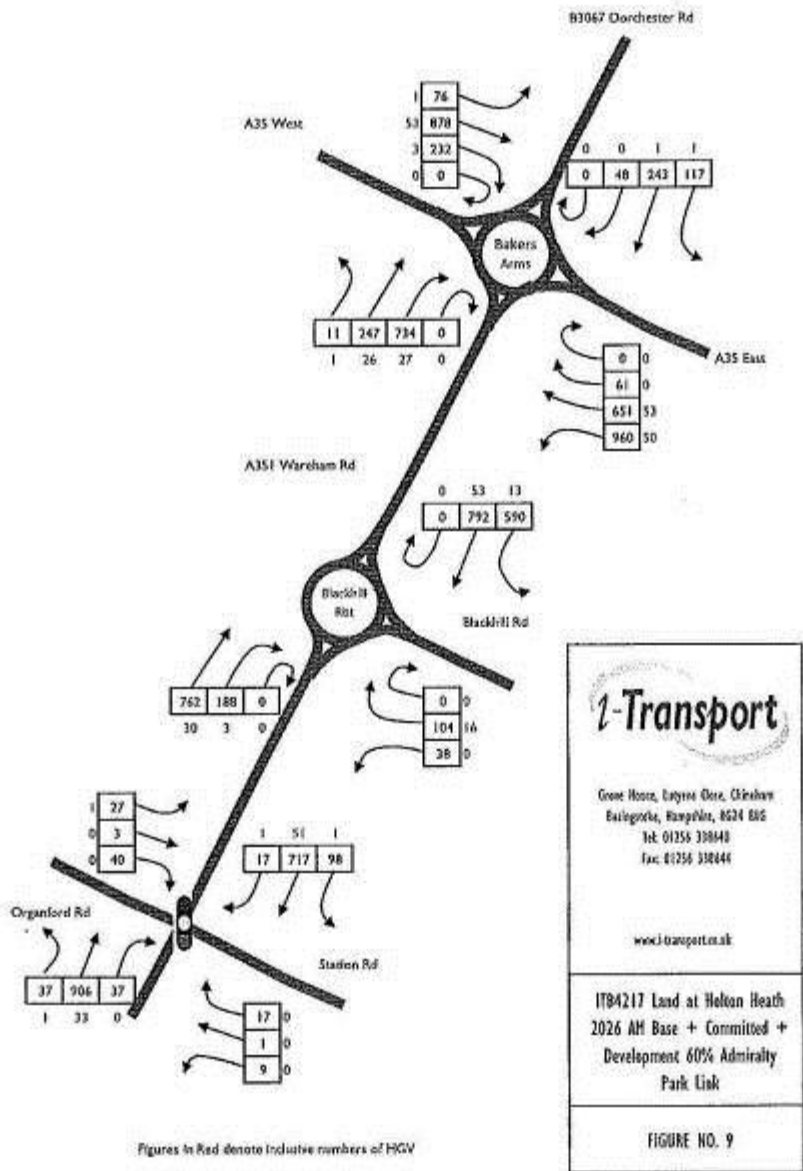 B3067 Dorchester Rd
1 76
53 878
3 232
0 0
A35 West
0 0 1 1
0 48 243 117
Bakers
Arms
11 247 734 0
1 26 27 0
0 0
61 0
651 53
960 50
A35 East
A351 Wareham Rd
0 53 13
0 792 590
Blackhill
Rbt
Blackhill Rd
762 188 0
30 3 0
0 0
104 16
38 0
1 27
0 3
0 40
1 51 1
17 717 98
Organford Rd
Station Rd
37 906 37
1 33 0
17 0
1 0
9 0
Figures in Red denote inclusive numbers of HGV
i-Transport
Grove House, Lutyens Close, Chineham
Basingstoke, Hampshire, RG24 8AG
Tel: 01256 338640
Fax: 01256 338644
www.i-transport.co.uk
ITB4217 Land at Holton Heath
2026 AM Base + Committed +
Development 60% Admiralty
Park Link
FIGURE NO. 9